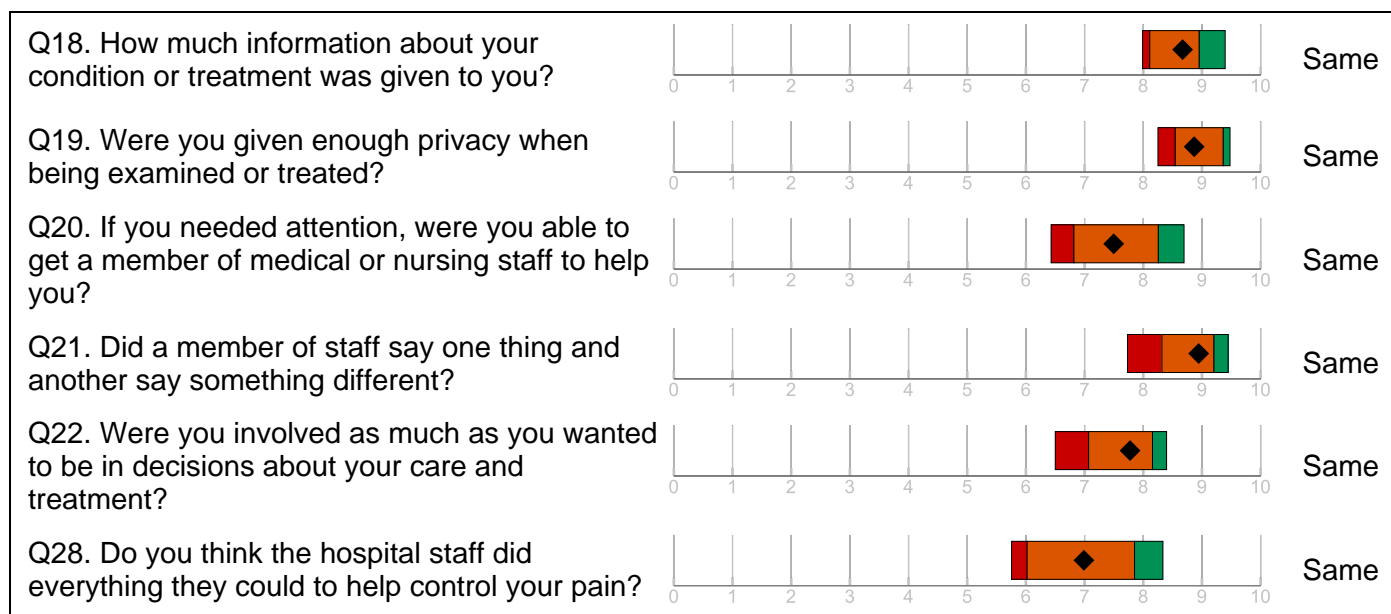 Q18. How much information about your
condition or treatment was given to you?
0 1 2 3 4 5 6 7 8 9 10
Same
Q19. Were you given enough privacy when
being examined or treated?
0 1 2 3 4 5 6 7 8 9 10
Same
Q20. If you needed attention, were you able to
get a member of medical or nursing staff to help
you?
0 1 2 3 4 5 6 7 8 9 10
Same
Q21. Did a member of staff say one thing and
another say something different?
0 1 2 3 4 5 6 7 8 9 10
Same
Q22. Were you involved as much as you wanted
to be in decisions about your care and
treatment?
0 1 2 3 4 5 6 7 8 9 10
Same
Q28. Do you think the hospital staff did
everything they could to help control your pain?
0 1 2 3 4 5 6 7 8 9 10
Same